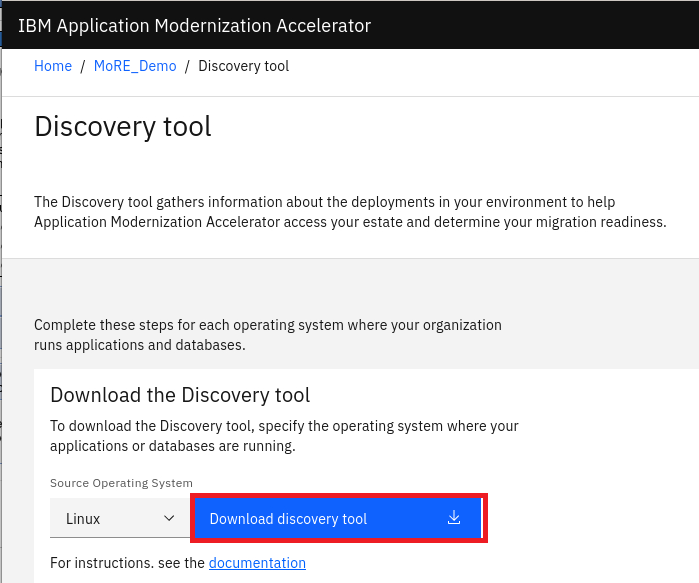 IBM Application Modernization Accelerator
Home / MoRE_Demo / Discovery tool
Discovery tool
The Discovery tool gathers information about the deployments in your environment to help
Application Modernization Accelerator access your estate and determine your migration readiness.
Complete these steps for each operating system where your organization
runs applications and databases.
Download the Discovery tool
To download the Discovery tool, specify the operating system where your
applications or databases are running.
Source Operating System
Linux
Download discovery tool
For instructions. see the documentation